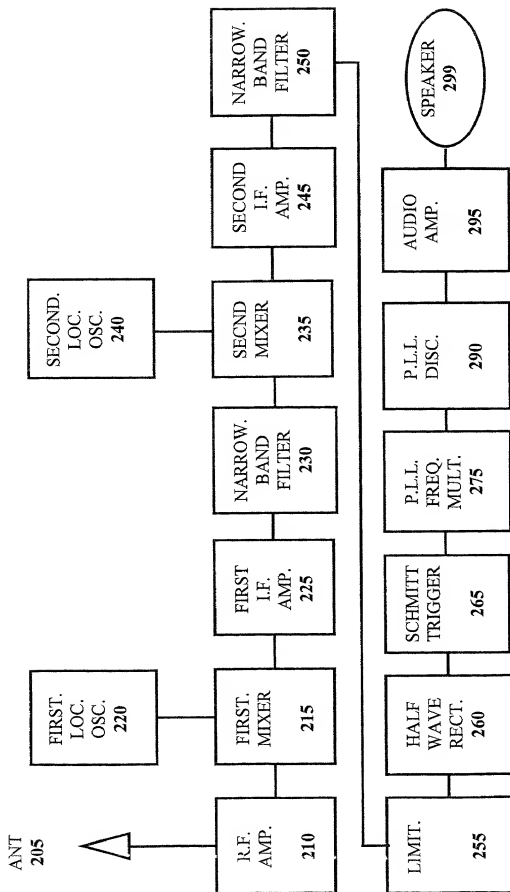 ANT
205
R.F.
AMP.
210
FIRST.
LOC.
OSC.
220
FIRST.
MIXER
215
FIRST
I.F.
AMP.
225
NARROW.
BAND
FILTER
230
SECOND.
LOC.
OSC.
240
SECND
MIXER
235
SECOND
I.F.
AMP.
245
NARROW.
BAND
FILTER
250
LIMIT.
255
HALF
WAVE
RECT.
260
SCHMITT
TRIGGER
265
P.L.L.
FREQ.
MULT.
275
P.L.L.
DISC.
290
AUDIO
AMP.
295
SPEAKER
299